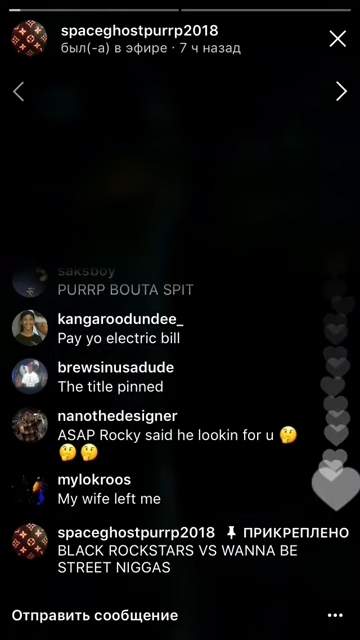 spaceghostpurrp2018
был(-а) в эфире · 7 ч назад
saksboy
PURRP BOUTA SPIT
kangaroodundee_
Pay yo electric bill
brewsinusadude
The title pinned
nanothedesigner
ASAP Rocky said he lookin for u 🤔
🤔🤔
mylokroos
My wife left me
spaceghostpurrp2018 📌 ПРИКРЕПЛЕНО
BLACK ROCKSTARS VS WANNA BE
STREET NIGGAS
Отправить сообщение